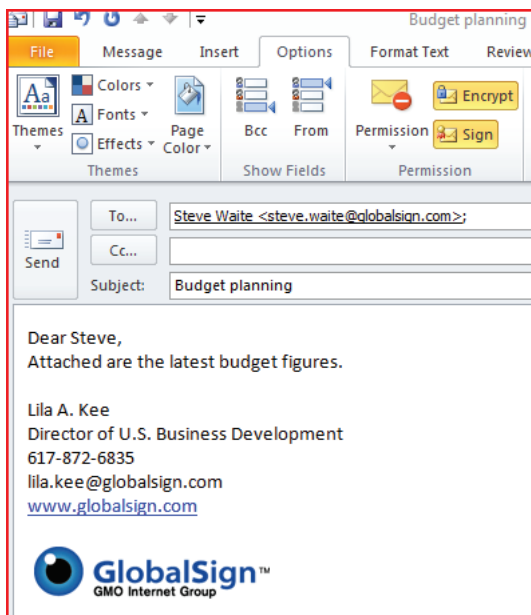 Budget planning
File Message Insert Options Format Text Review
Aa Colors
A Fonts
Effects
Themes
Page Color
Bcc From
Permission
Encrypt
Sign
Themes Show Fields Permission
To... Steve Waite <steve.waite@globalsign.com>;
Cc...
Send
Subject: Budget planning
Dear Steve,
Attached are the latest budget figures.
Lila A. Kee
Director of U.S. Business Development
617-872-6835
lila.kee@globalsign.com
www.globalsign.com
GlobalSign™
GMO Internet Group